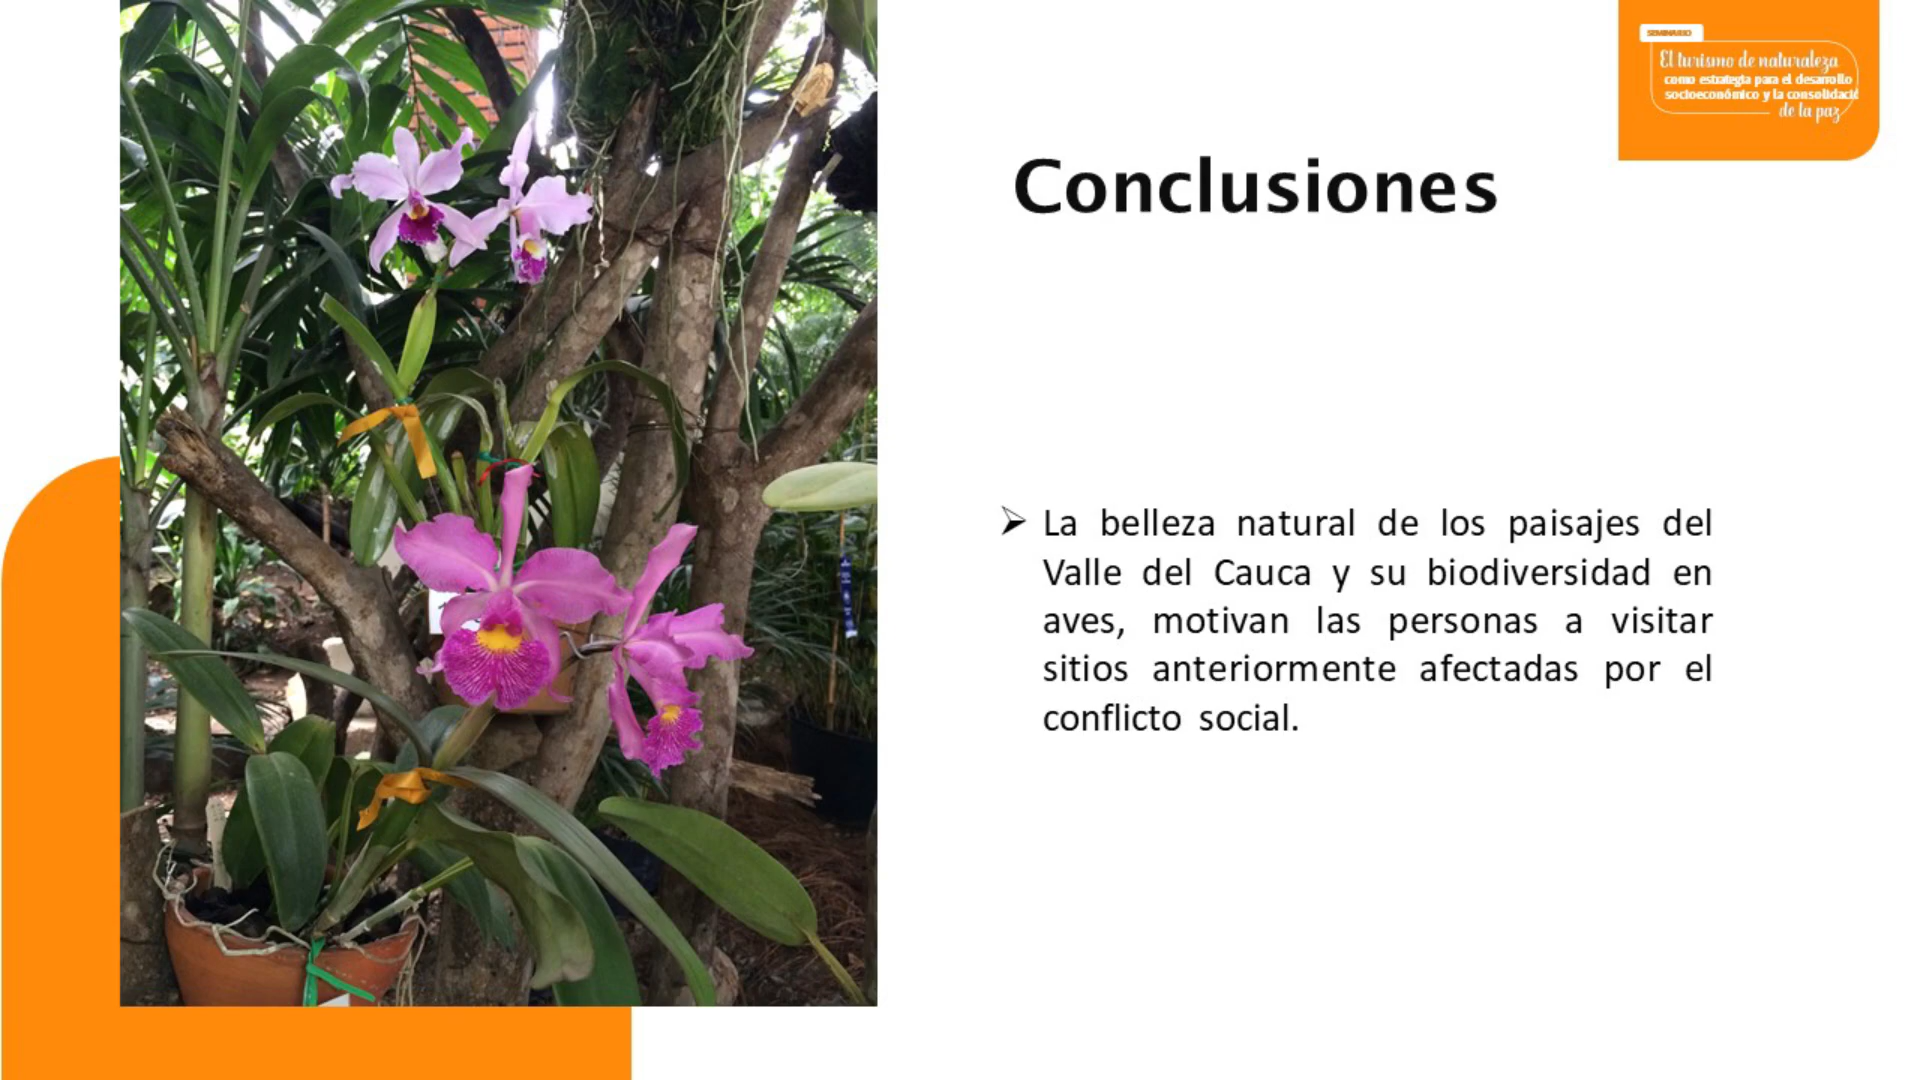 SEMINARIO
El turismo de naturaleza
como estrategia para el desarrollo
socioeconómico y la consolidació
de la paz
Conclusiones
➢ La belleza natural de los paisajes del
Valle del Cauca y su biodiversidad en
aves, motivan las personas a visitar
sitios anteriormente afectadas por el
conflicto social.